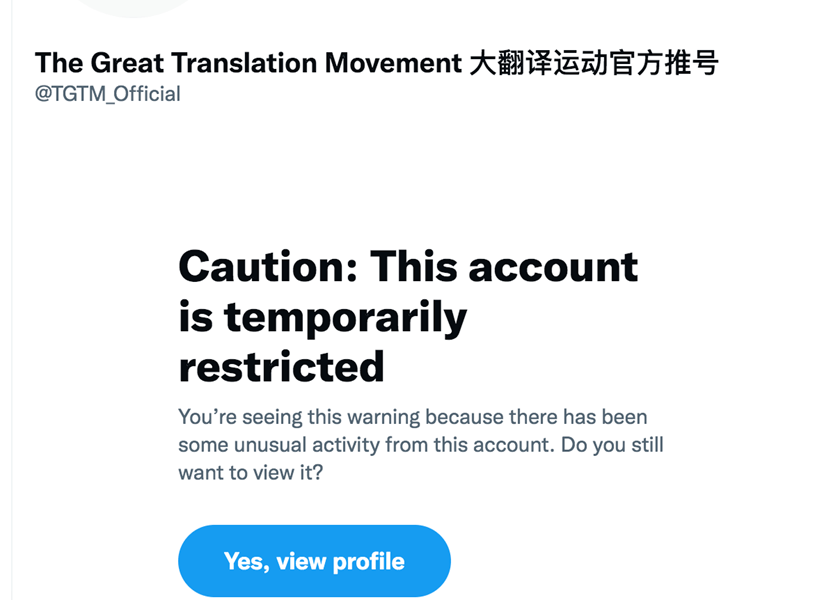 The Great Translation Movement 大翻译运动官方推号
@TGTM_Official
Caution: This account
is temporarily
restricted
You’re seeing this warning because there has been
some unusual activity from this account. Do you still
want to view it?
Yes, view profile